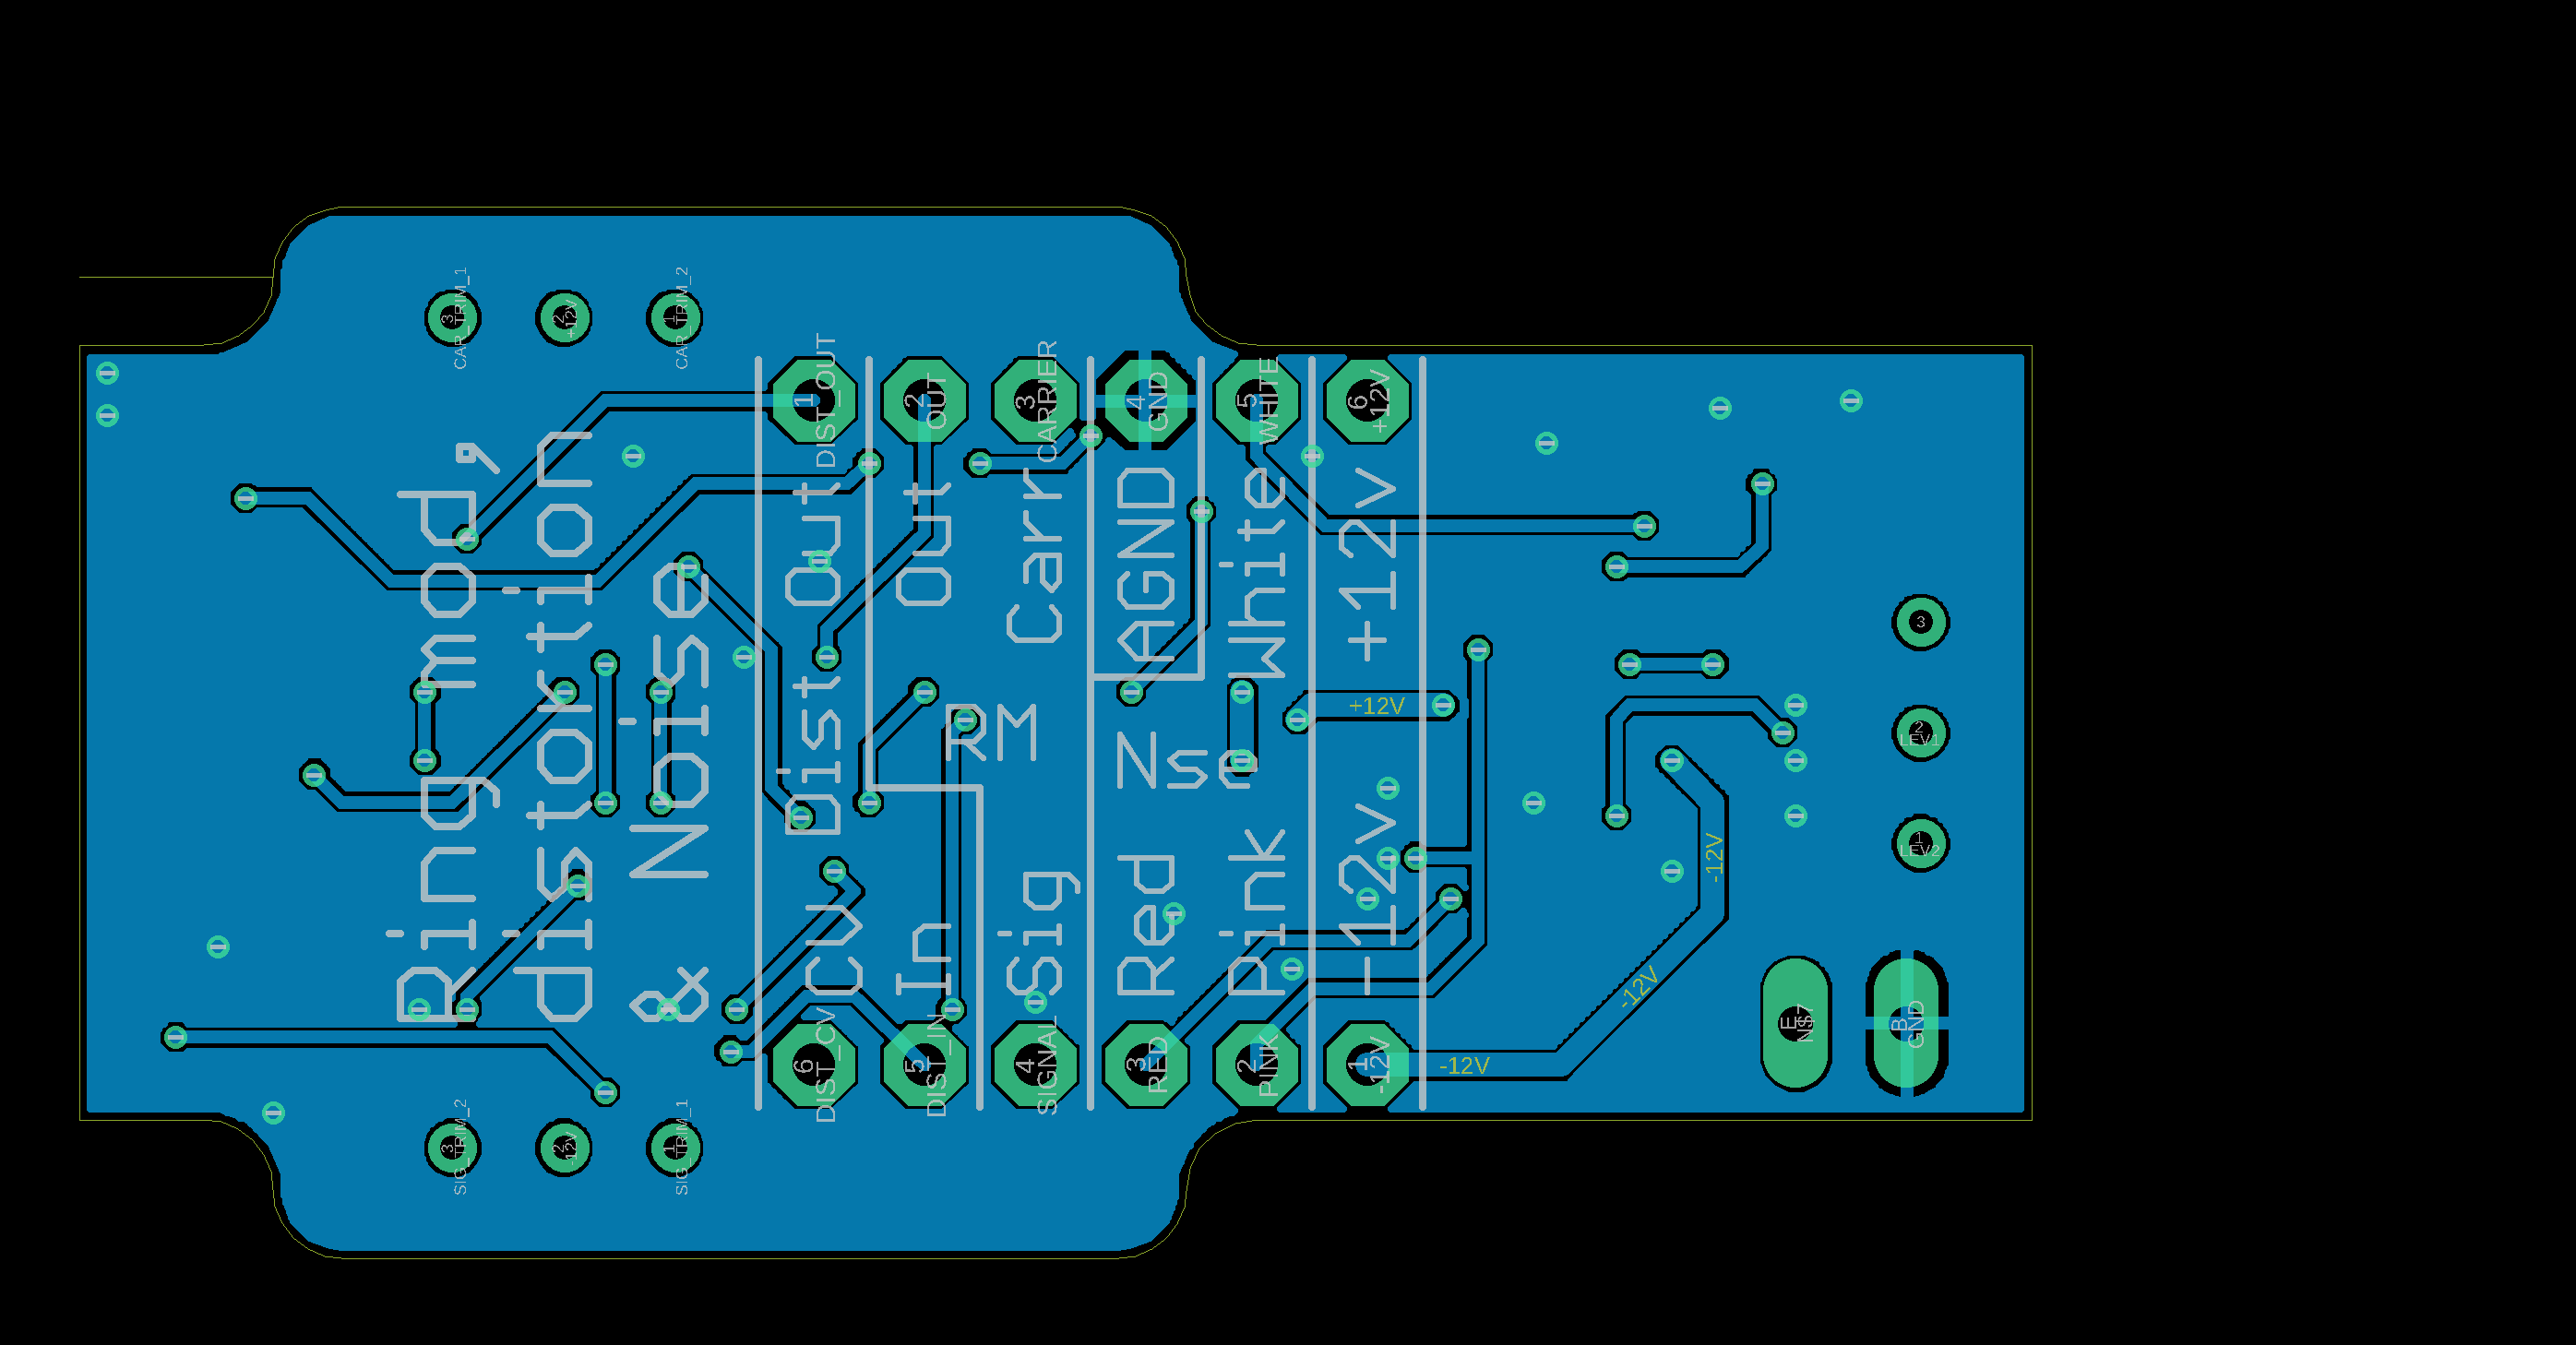 3 CAR_TRIM_1
2 +12V
1 CAR_TRIM_2
1 DIST_OUT
2 OUT
3 CARRIER
4 GND
5 WHITE
6 +12V
Ring mod,
distortion
& Noise
Dist Out
Out
Carr
AGND
White
+12v
RM
Nse
CV
In
Sig
Red
Pink
-12v
+12V
-12V
-12V
-12V
3
2 LEV1
1 LEV2
6 DIST_CV
5 DIST_IN
4 SIGNAL
3 RED
2 PINK
1 -12V
E N$7
B GND
3 SIG_TRIM_2
2 -12V
1 SIG_TRIM_1